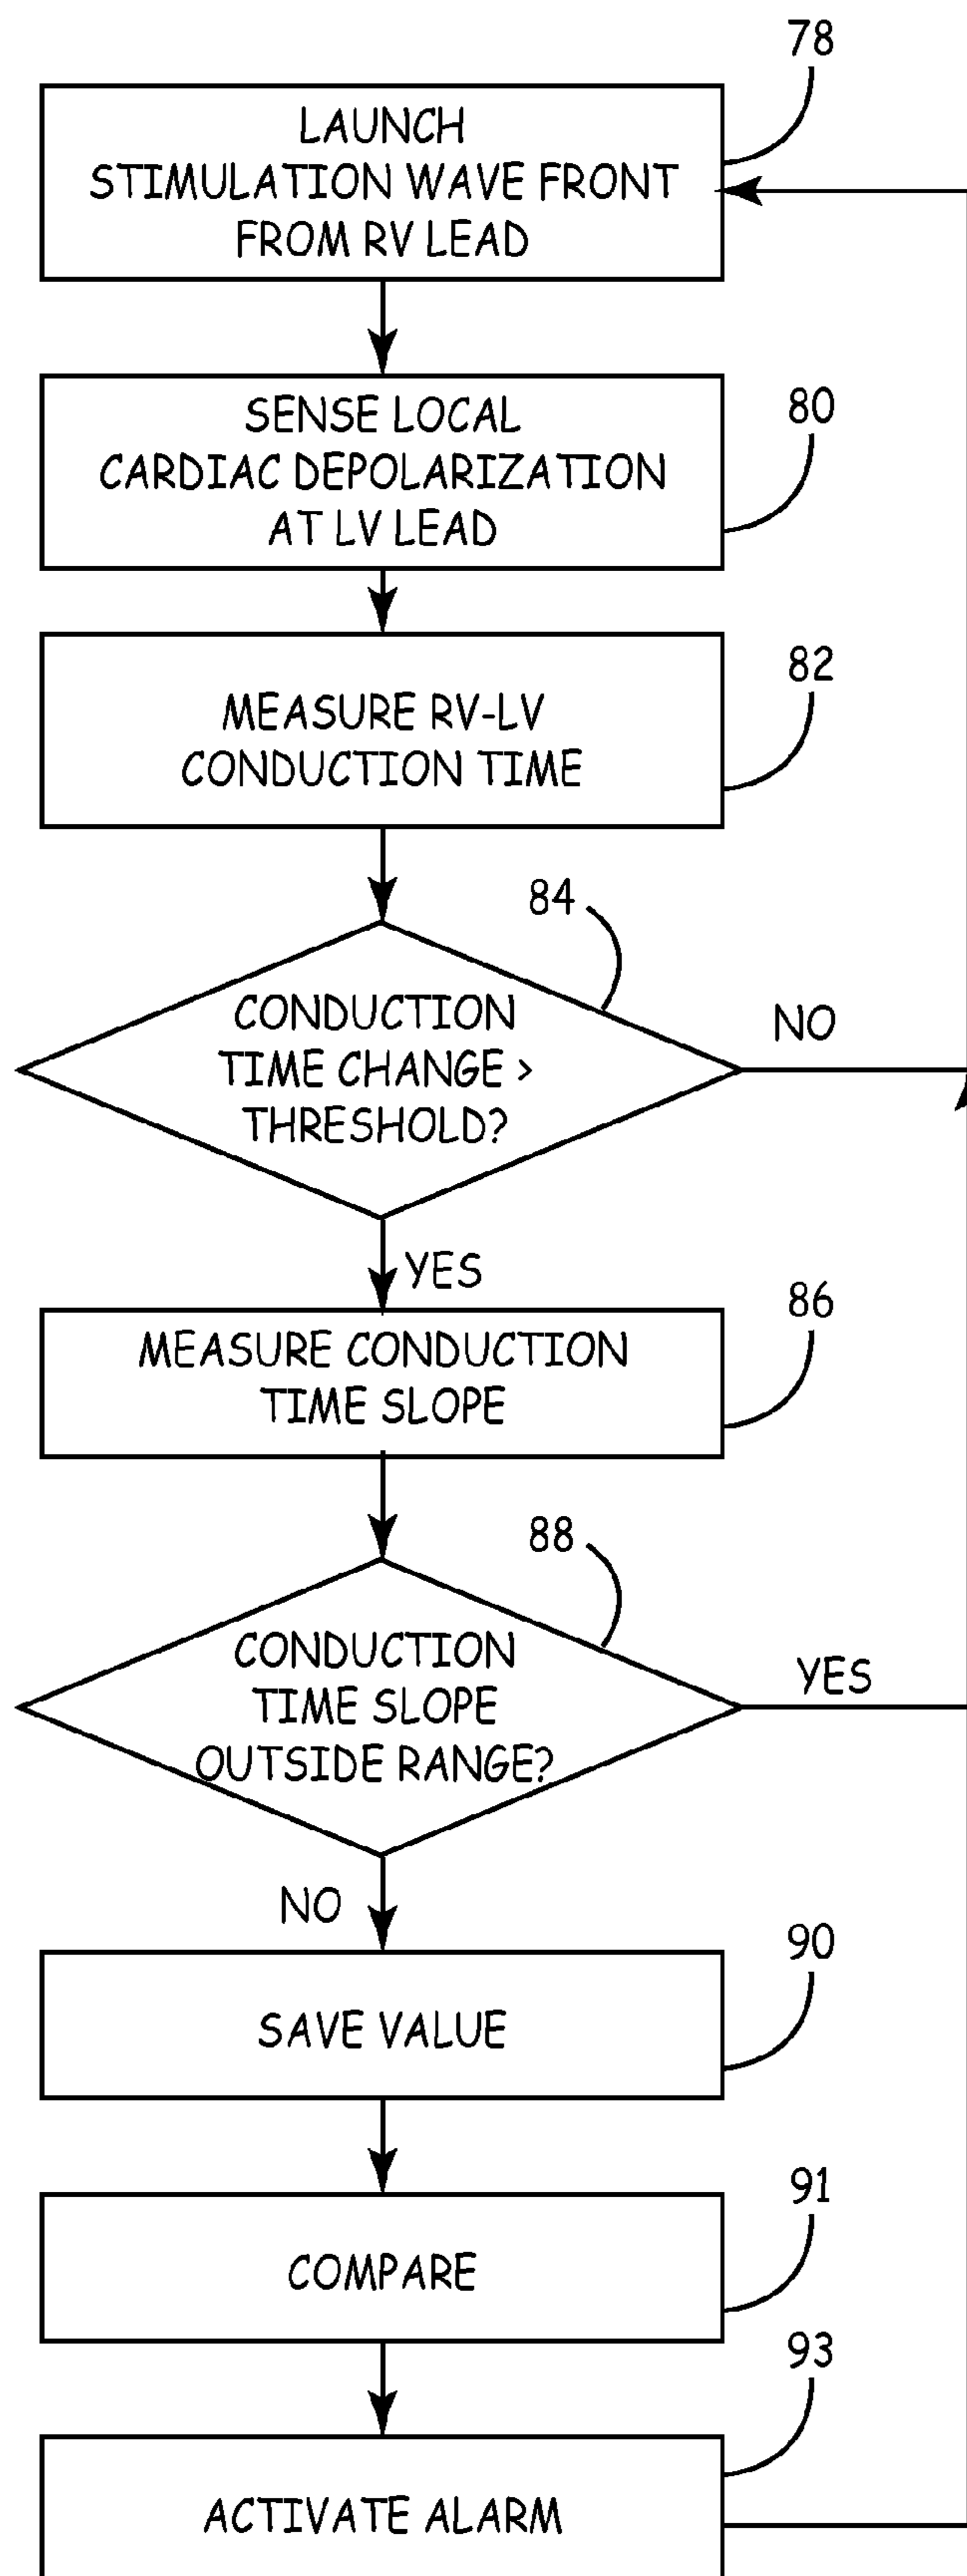 78
LAUNCH
STIMULATION WAVE FRONT
FROM RV LEAD
80
SENSE LOCAL
CARDIAC DEPOLARIZATION
AT LV LEAD
82
MEASURE RV-LV
CONDUCTION TIME
84
CONDUCTION
TIME CHANGE >
THRESHOLD?
NO
YES
86
MEASURE CONDUCTION
TIME SLOPE
88
CONDUCTION
TIME SLOPE
OUTSIDE RANGE?
YES
NO
90
SAVE VALUE
91
COMPARE
93
ACTIVATE ALARM